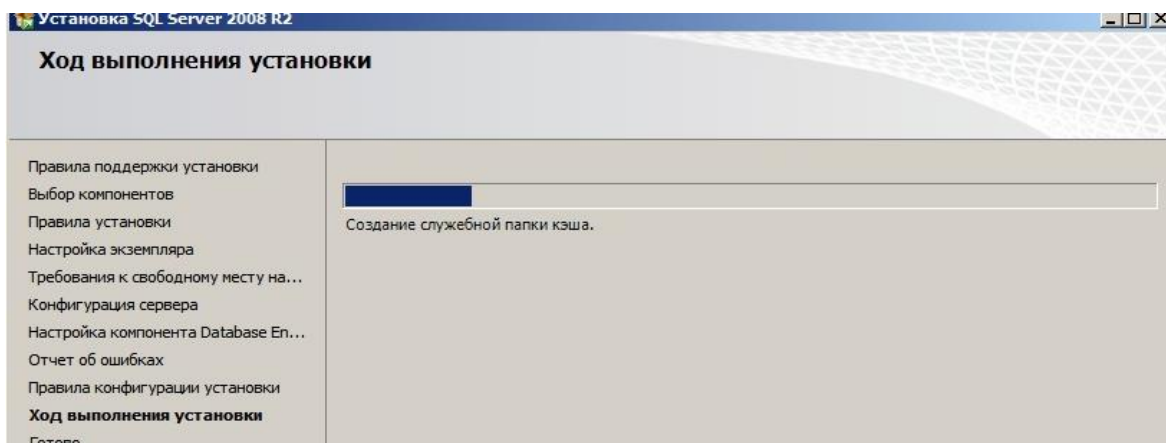 Установка SQL Server 2008 R2
Ход выполнения установки
Правила поддержки установки
Выбор компонентов
Правила установки
Настройка экземпляра
Требования к свободному месту на...
Конфигурация сервера
Настройка компонента Database En...
Отчет об ошибках
Правила конфигурации установки
Ход выполнения установки
Готово
Создание служебной папки кэша.